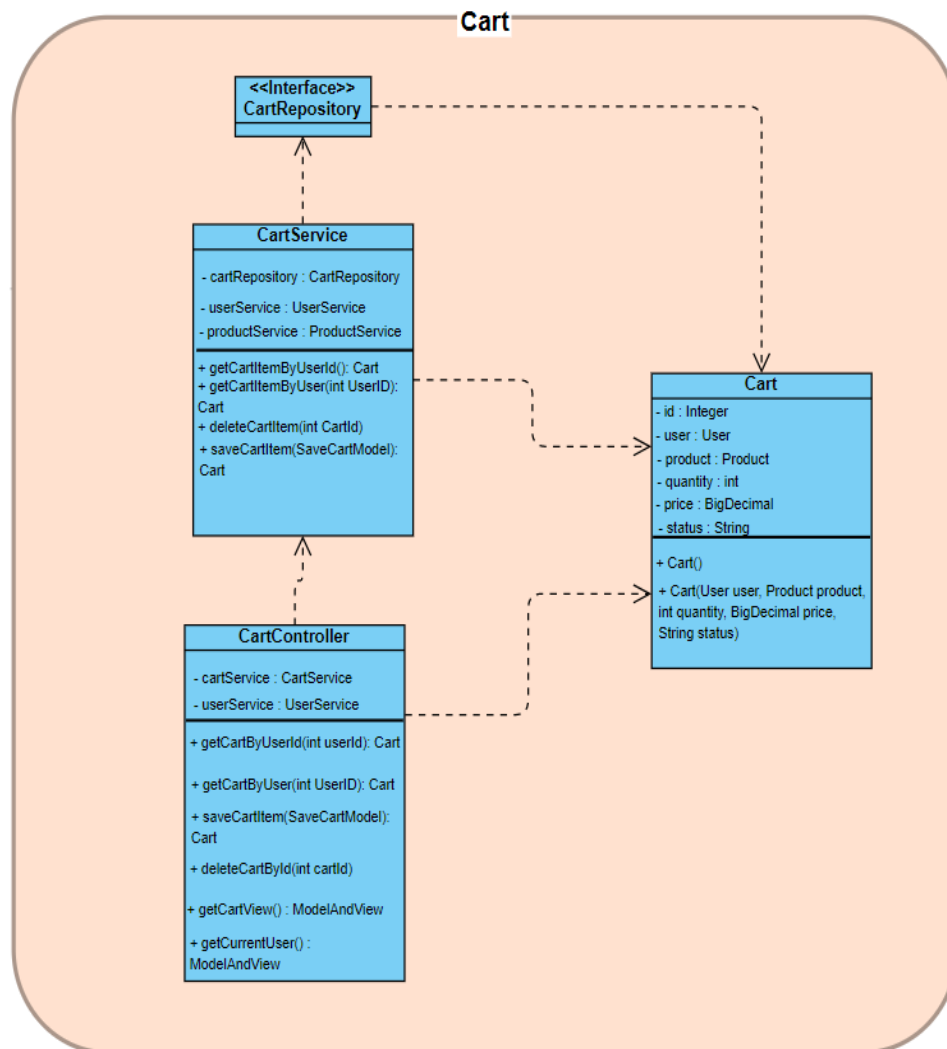 Cart
<<Interface>>
CartRepository
CartService
- cartRepository : CartRepository
- userService : UserService
- productService : ProductService
+ getCartItemByUserId(): Cart
+ getCartItemByUser(int UserID):
Cart
+ deleteCartItem(int CartId)
+ saveCartItem(SaveCartModel):
Cart
Cart
- id : Integer
- user : User
- product : Product
- quantity : int
- price : BigDecimal
- status : String
+ Cart()
+ Cart(User user, Product product,
int quantity, BigDecimal price,
String status)
CartController
- cartService : CartService
- userService : UserService
+ getCartByUserId(int userId): Cart
+ getCartByUser(int UserID): Cart
+ saveCartItem(SaveCartModel):
Cart
+ deleteCartById(int cartId)
+ getCartView() : ModelAndView
+ getCurrentUser() :
ModelAndView